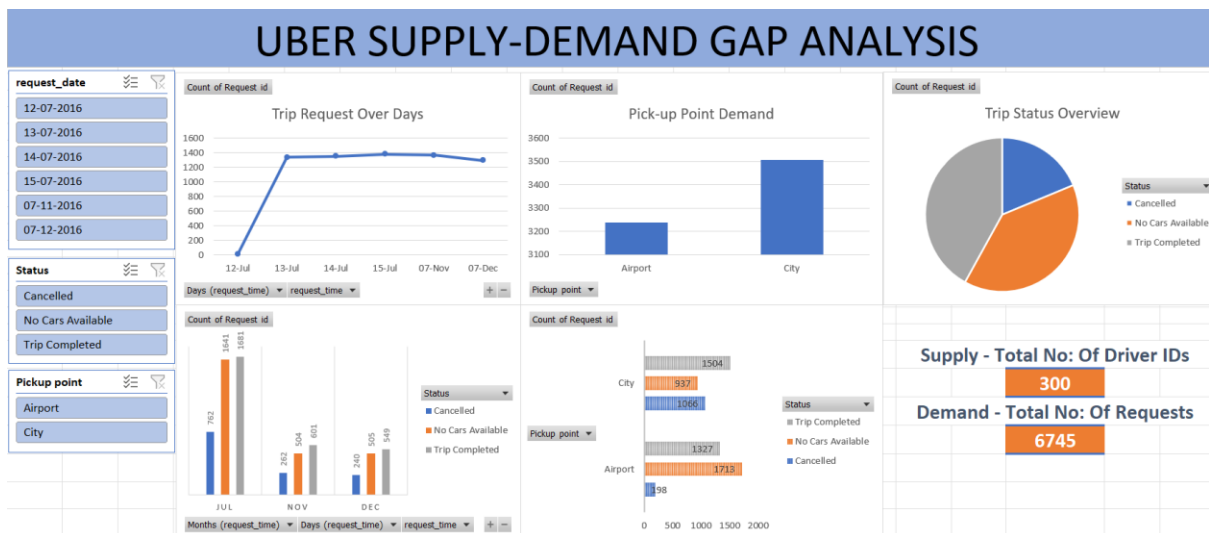 UBER SUPPLY-DEMAND GAP ANALYSIS
request_date
12-07-2016
13-07-2016
14-07-2016
15-07-2016
07-11-2016
07-12-2016
Status
Cancelled
No Cars Available
Trip Completed
Pickup point
Airport
City
Count of Request id
Trip Request Over Days
1600
1400
1200
1000
800
600
400
200
0
12-Jul 13-Jul 14-Jul 15-Jul 07-Nov 07-Dec
Days (request_time) request_time
Count of Request id
Pick-up Point Demand
3600
3500
3400
3300
3200
3100
Airport City
Pickup point
Count of Request id
Trip Status Overview
Status
Cancelled
No Cars Available
Trip Completed
Count of Request id
762 1641 1681
262 504 601
240 505 549
JUL NOV DEC
Status
Cancelled
No Cars Available
Trip Completed
Months (request_time) Days (request_time) request_time
Count of Request id
Pickup point
City
1504
937
1066
Airport
1327
1713
198
0 500 1000 1500 2000
Status
Trip Completed
No Cars Available
Cancelled
Supply - Total No: Of Driver IDs
300
Demand - Total No: Of Requests
6745